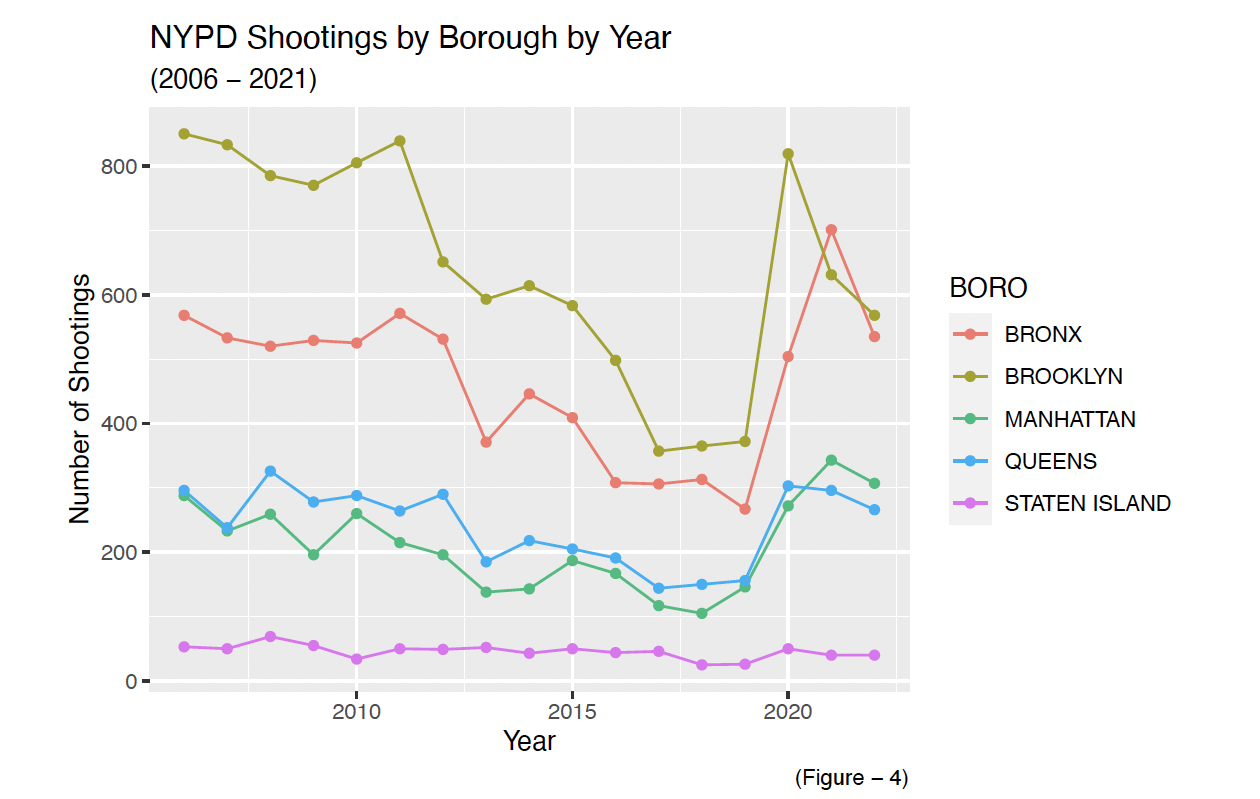 NYPD Shootings by Borough by Year
(2006 – 2021)
Number of Shootings
800
600
400
200
0
2010
2015
2020
Year
BORO
BRONX
BROOKLYN
MANHATTAN
QUEENS
STATEN ISLAND
(Figure – 4)